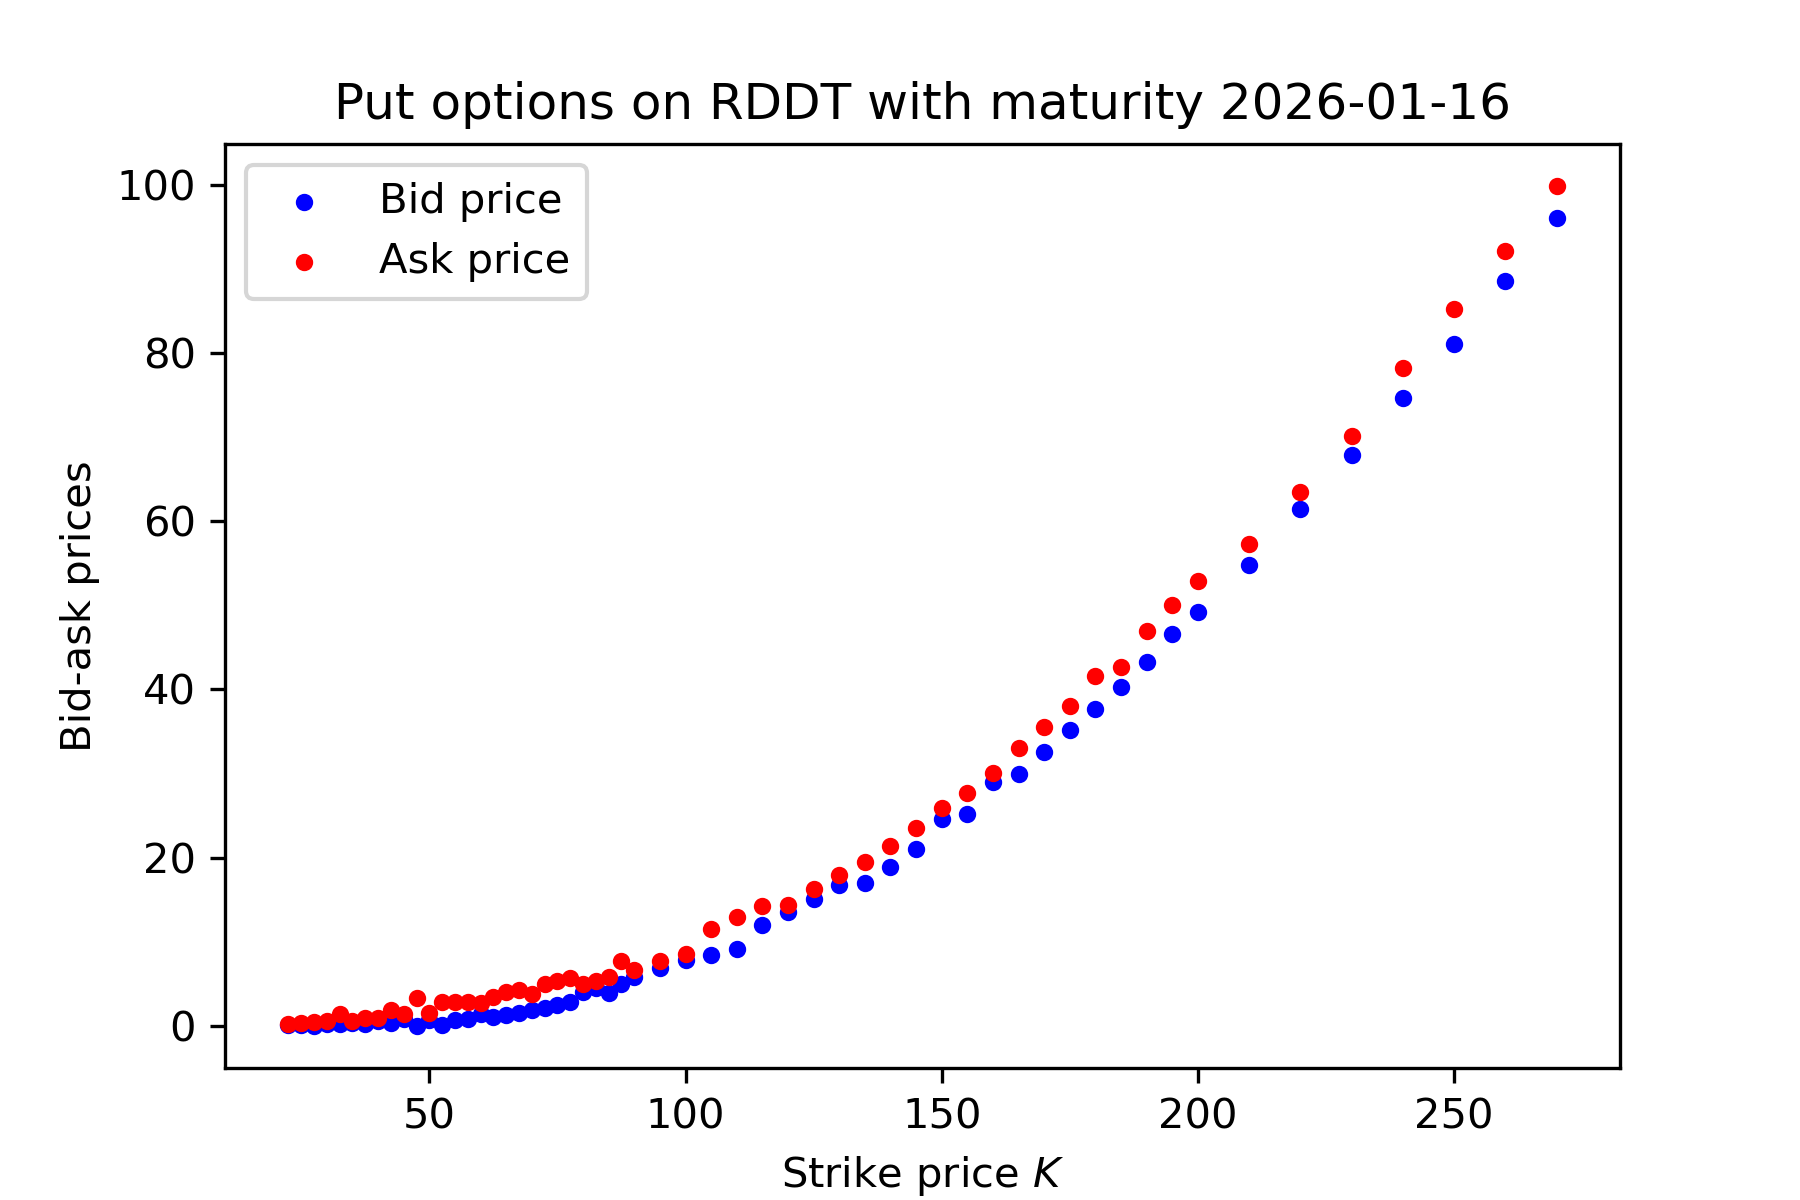 Put options on RDDT with maturity 2026-01-16
Bid price
Ask price
100
80
60
40
20
0
Bid-ask prices
50 100 150 200 250
Strike price K